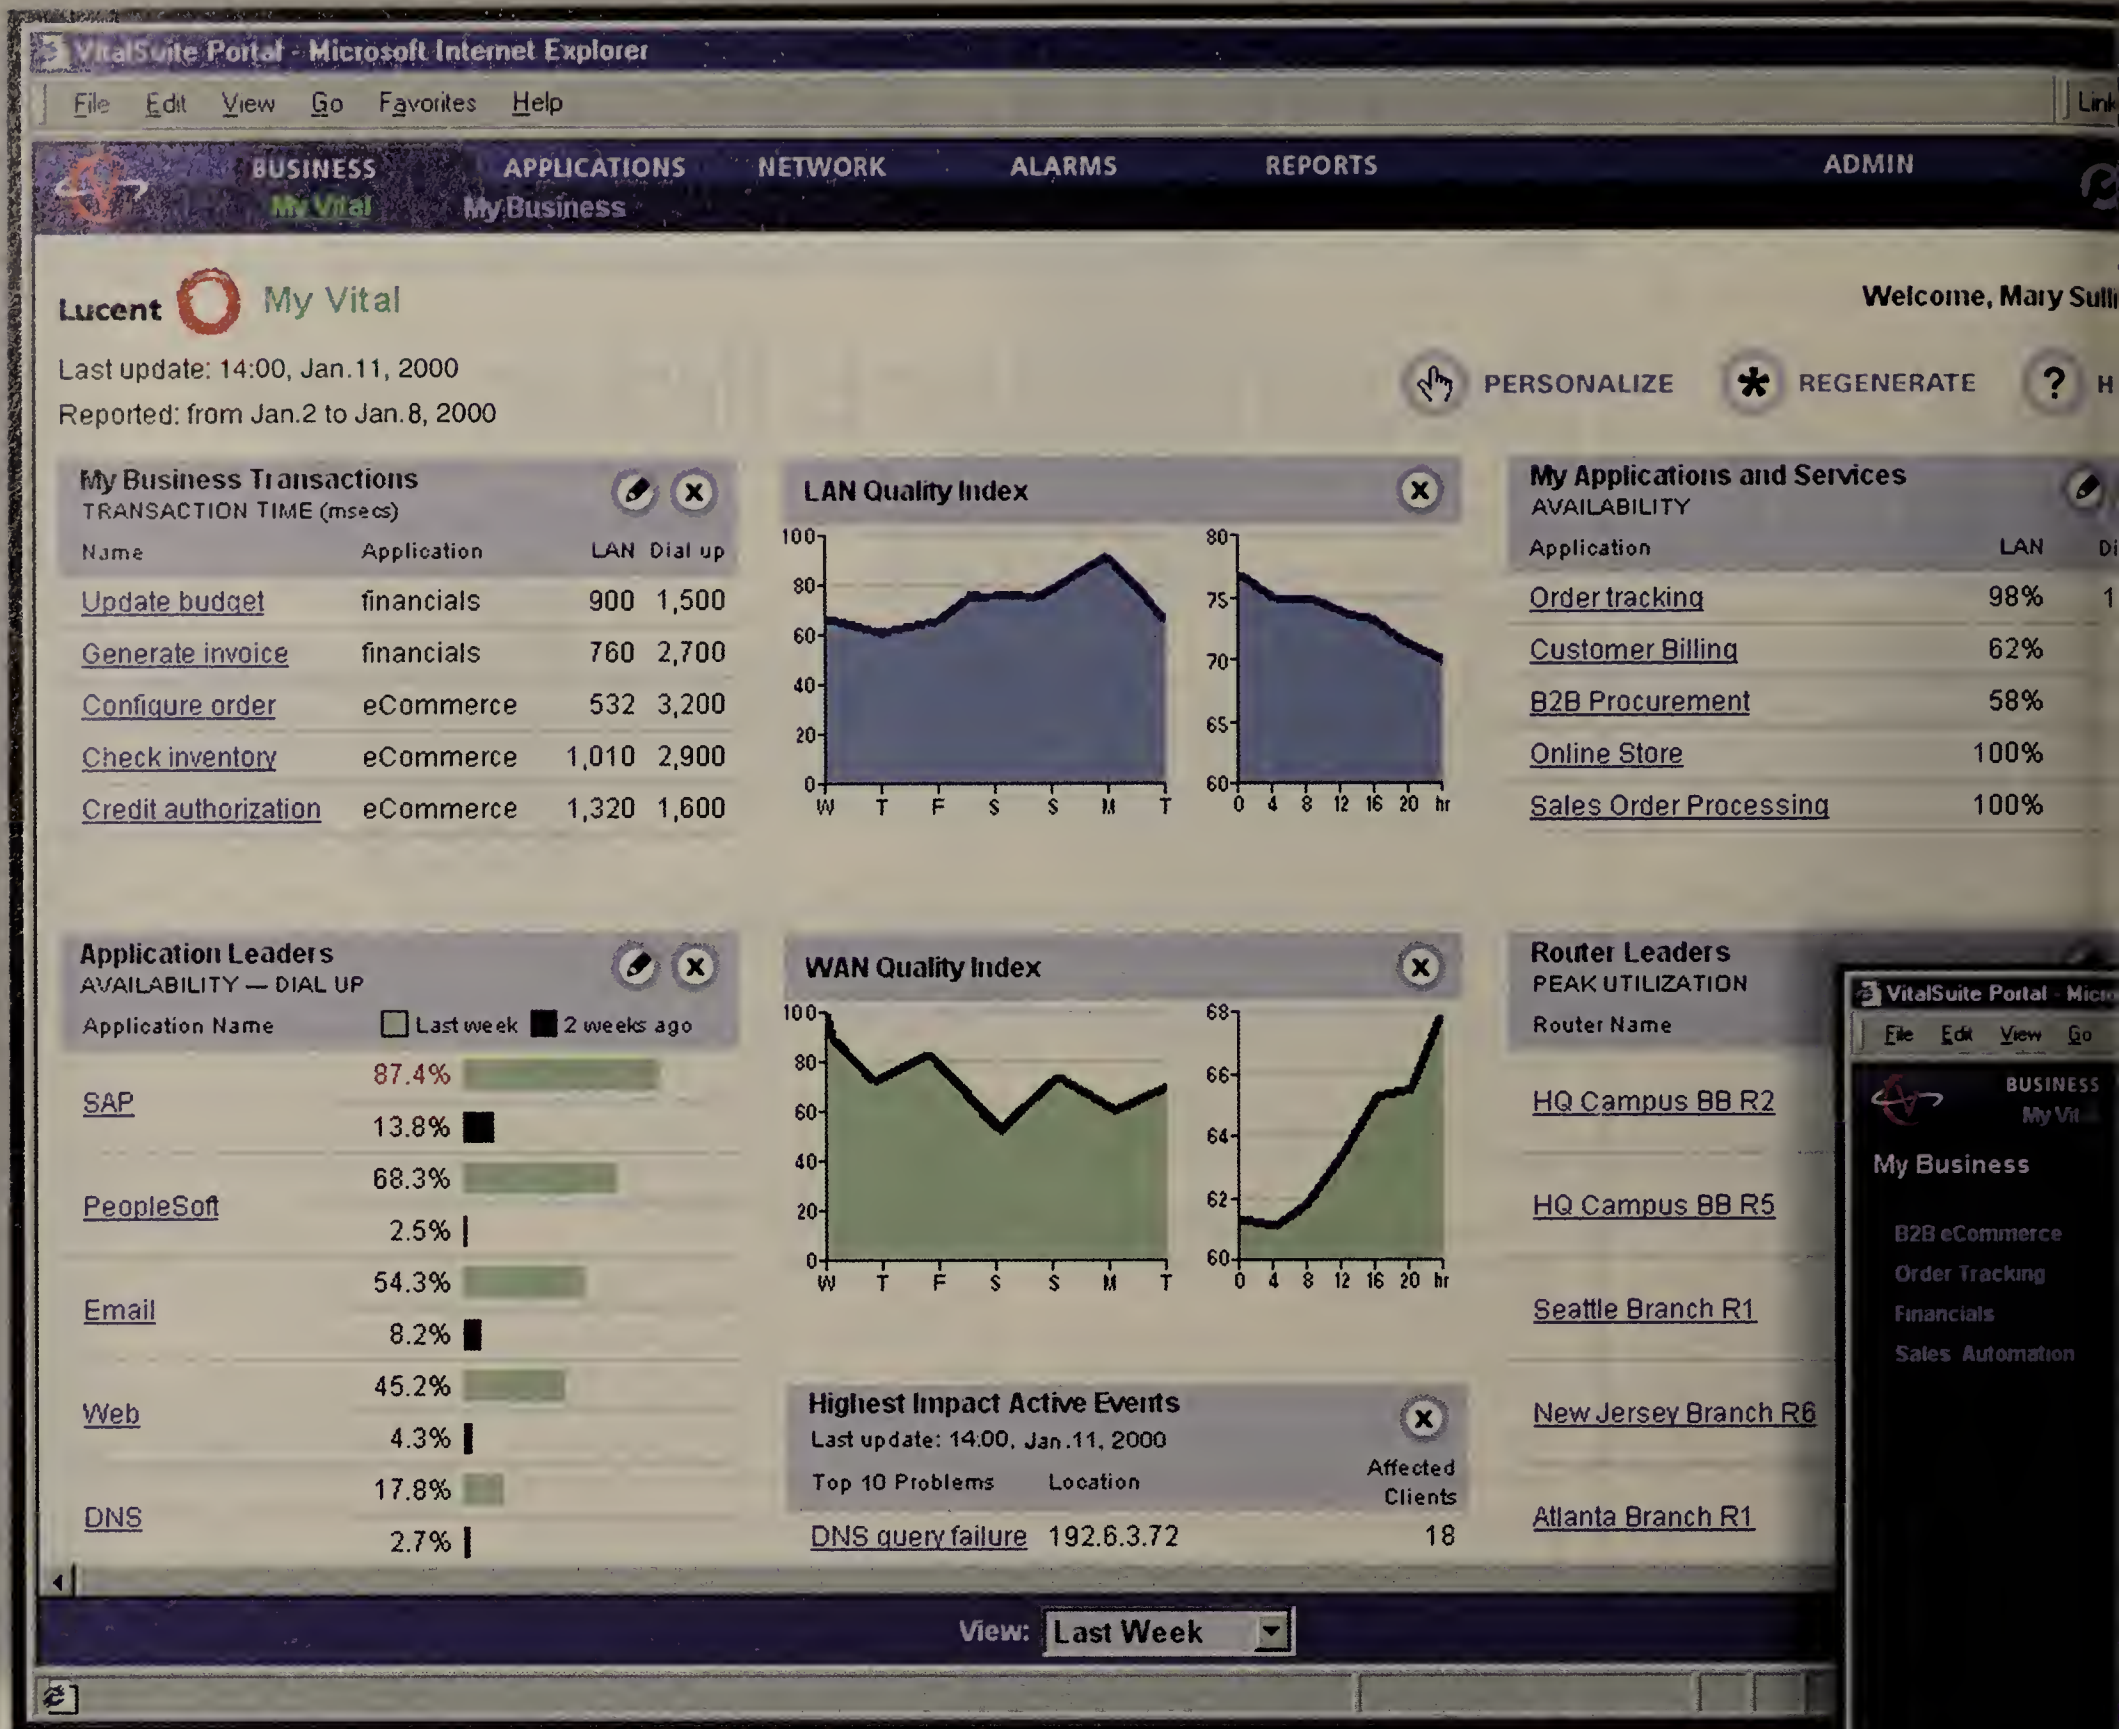 VitalSuite Portal - Microsoft Internet Explorer
File Edit View Go Favorites Help
BUSINESS APPLICATIONS NETWORK ALARMS REPORTS ADMIN
My Vital My Business
Lucent My Vital
Welcome, Mary
Last update: 14:00, Jan.11, 2000
Reported: from Jan.2 to Jan.8, 2000
PERSONALIZE * REGENERATE ?
My Business Transactions
TRANSACTION TIME (msecs)
Name Application LAN Dial up
Update budget financials 900 1,500
Generate invoice financials 760 2,700
Configure order eCommerce 532 3,200
Check inventory eCommerce 1,010 2,900
Credit authorization eCommerce 1,320 1,600
LAN Quality Index
100
80
60
40
20
0
W T F S S M T
80
75
70
65
60
0 4 8 12 16 20 hr
My Applications and Services
AVAILABILITY
Application LAN
Order tracking 98%
Customer Billing 62%
B2B Procurement 58%
Online Store 100%
Sales Order Processing 100%
Application Leaders
AVAILABILITY — DIAL UP
Application Name Last week 2 weeks ago
SAP
87.4%
13.8%
PeopleSoft
68.3%
2.5%
Email
54.3%
8.2%
Web
45.2%
4.3%
DNS
17.8%
2.7%
WAN Quality Index
100
80
60
40
20
0
W T F S S M T
68
66
64
62
60
0 4 8 12 16 20 hr
Highest Impact Active Events
Last update: 14:00, Jan.11, 2000
Top 10 Problems Location Affected
Clients
DNS query failure 192.6.3.72 18
Router Leaders
PEAK UTILIZATION
Router Name
HQ Campus BB R2
HQ Campus BB R5
Seattle Branch R1
New Jersey Branch R6
Atlanta Branch R1
VitalSuite Portal -
File Edit View Go
BUSINESS
My
My Business
B2B eCommerce
Order Tracking
Financials
Sales Automation
View: Last Week